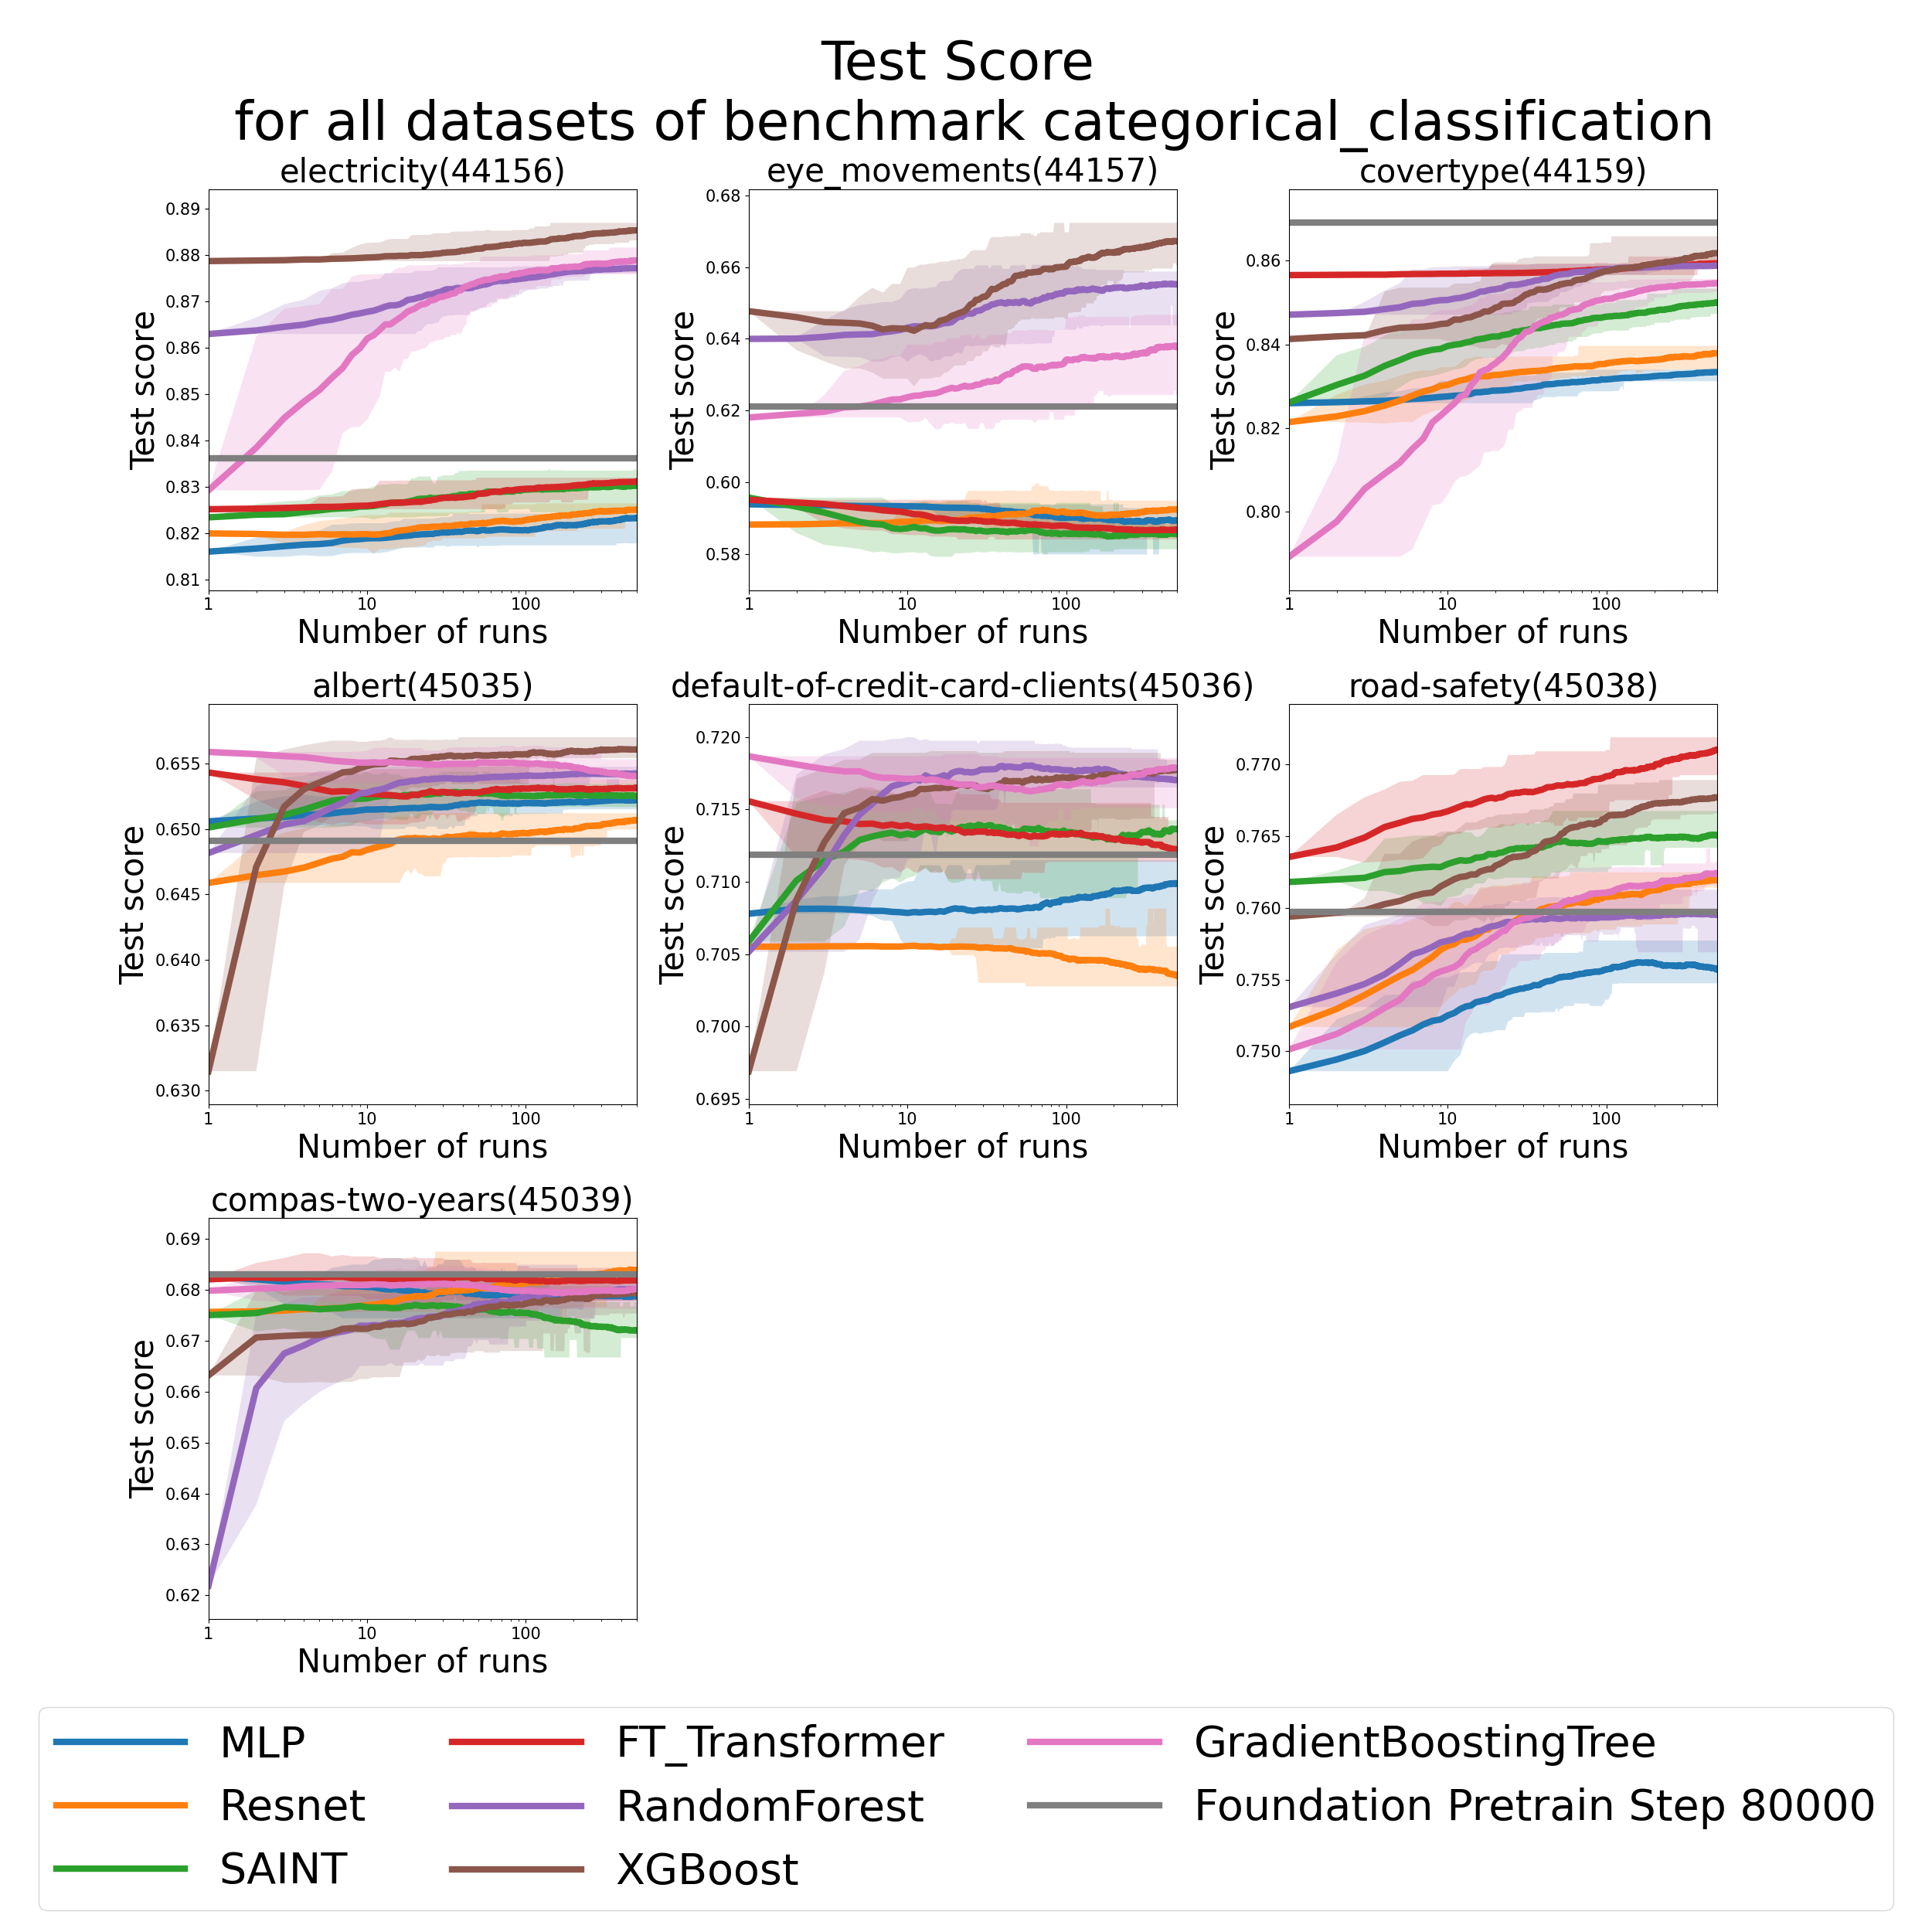 Test Score
for all datasets of benchmark categorical_classification
electricity(44156)
eye_movements(44157)
covertype(44159)
Test score
0.89
0.88
0.87
0.86
0.85
0.84
0.83
0.82
0.81
1
10
100
Number of runs
Test score
0.68
0.66
0.64
0.62
0.60
0.58
1
10
100
Number of runs
Test score
0.86
0.84
0.82
0.80
1
10
100
Number of runs
albert(45035)
default-of-credit-card-clients(45036)
road-safety(45038)
Test score
0.655
0.650
0.645
0.640
0.635
0.630
1
10
100
Number of runs
Test score
0.720
0.715
0.710
0.705
0.700
0.695
1
10
100
Number of runs
Test score
0.770
0.765
0.760
0.755
0.750
1
10
100
Number of runs
compas-two-years(45039)
Test score
0.69
0.68
0.67
0.66
0.65
0.64
0.63
0.62
1
10
100
Number of runs
MLP
Resnet
SAINT
FT_Transformer
RandomForest
XGBoost
GradientBoostingTree
Foundation Pretrain Step 80000